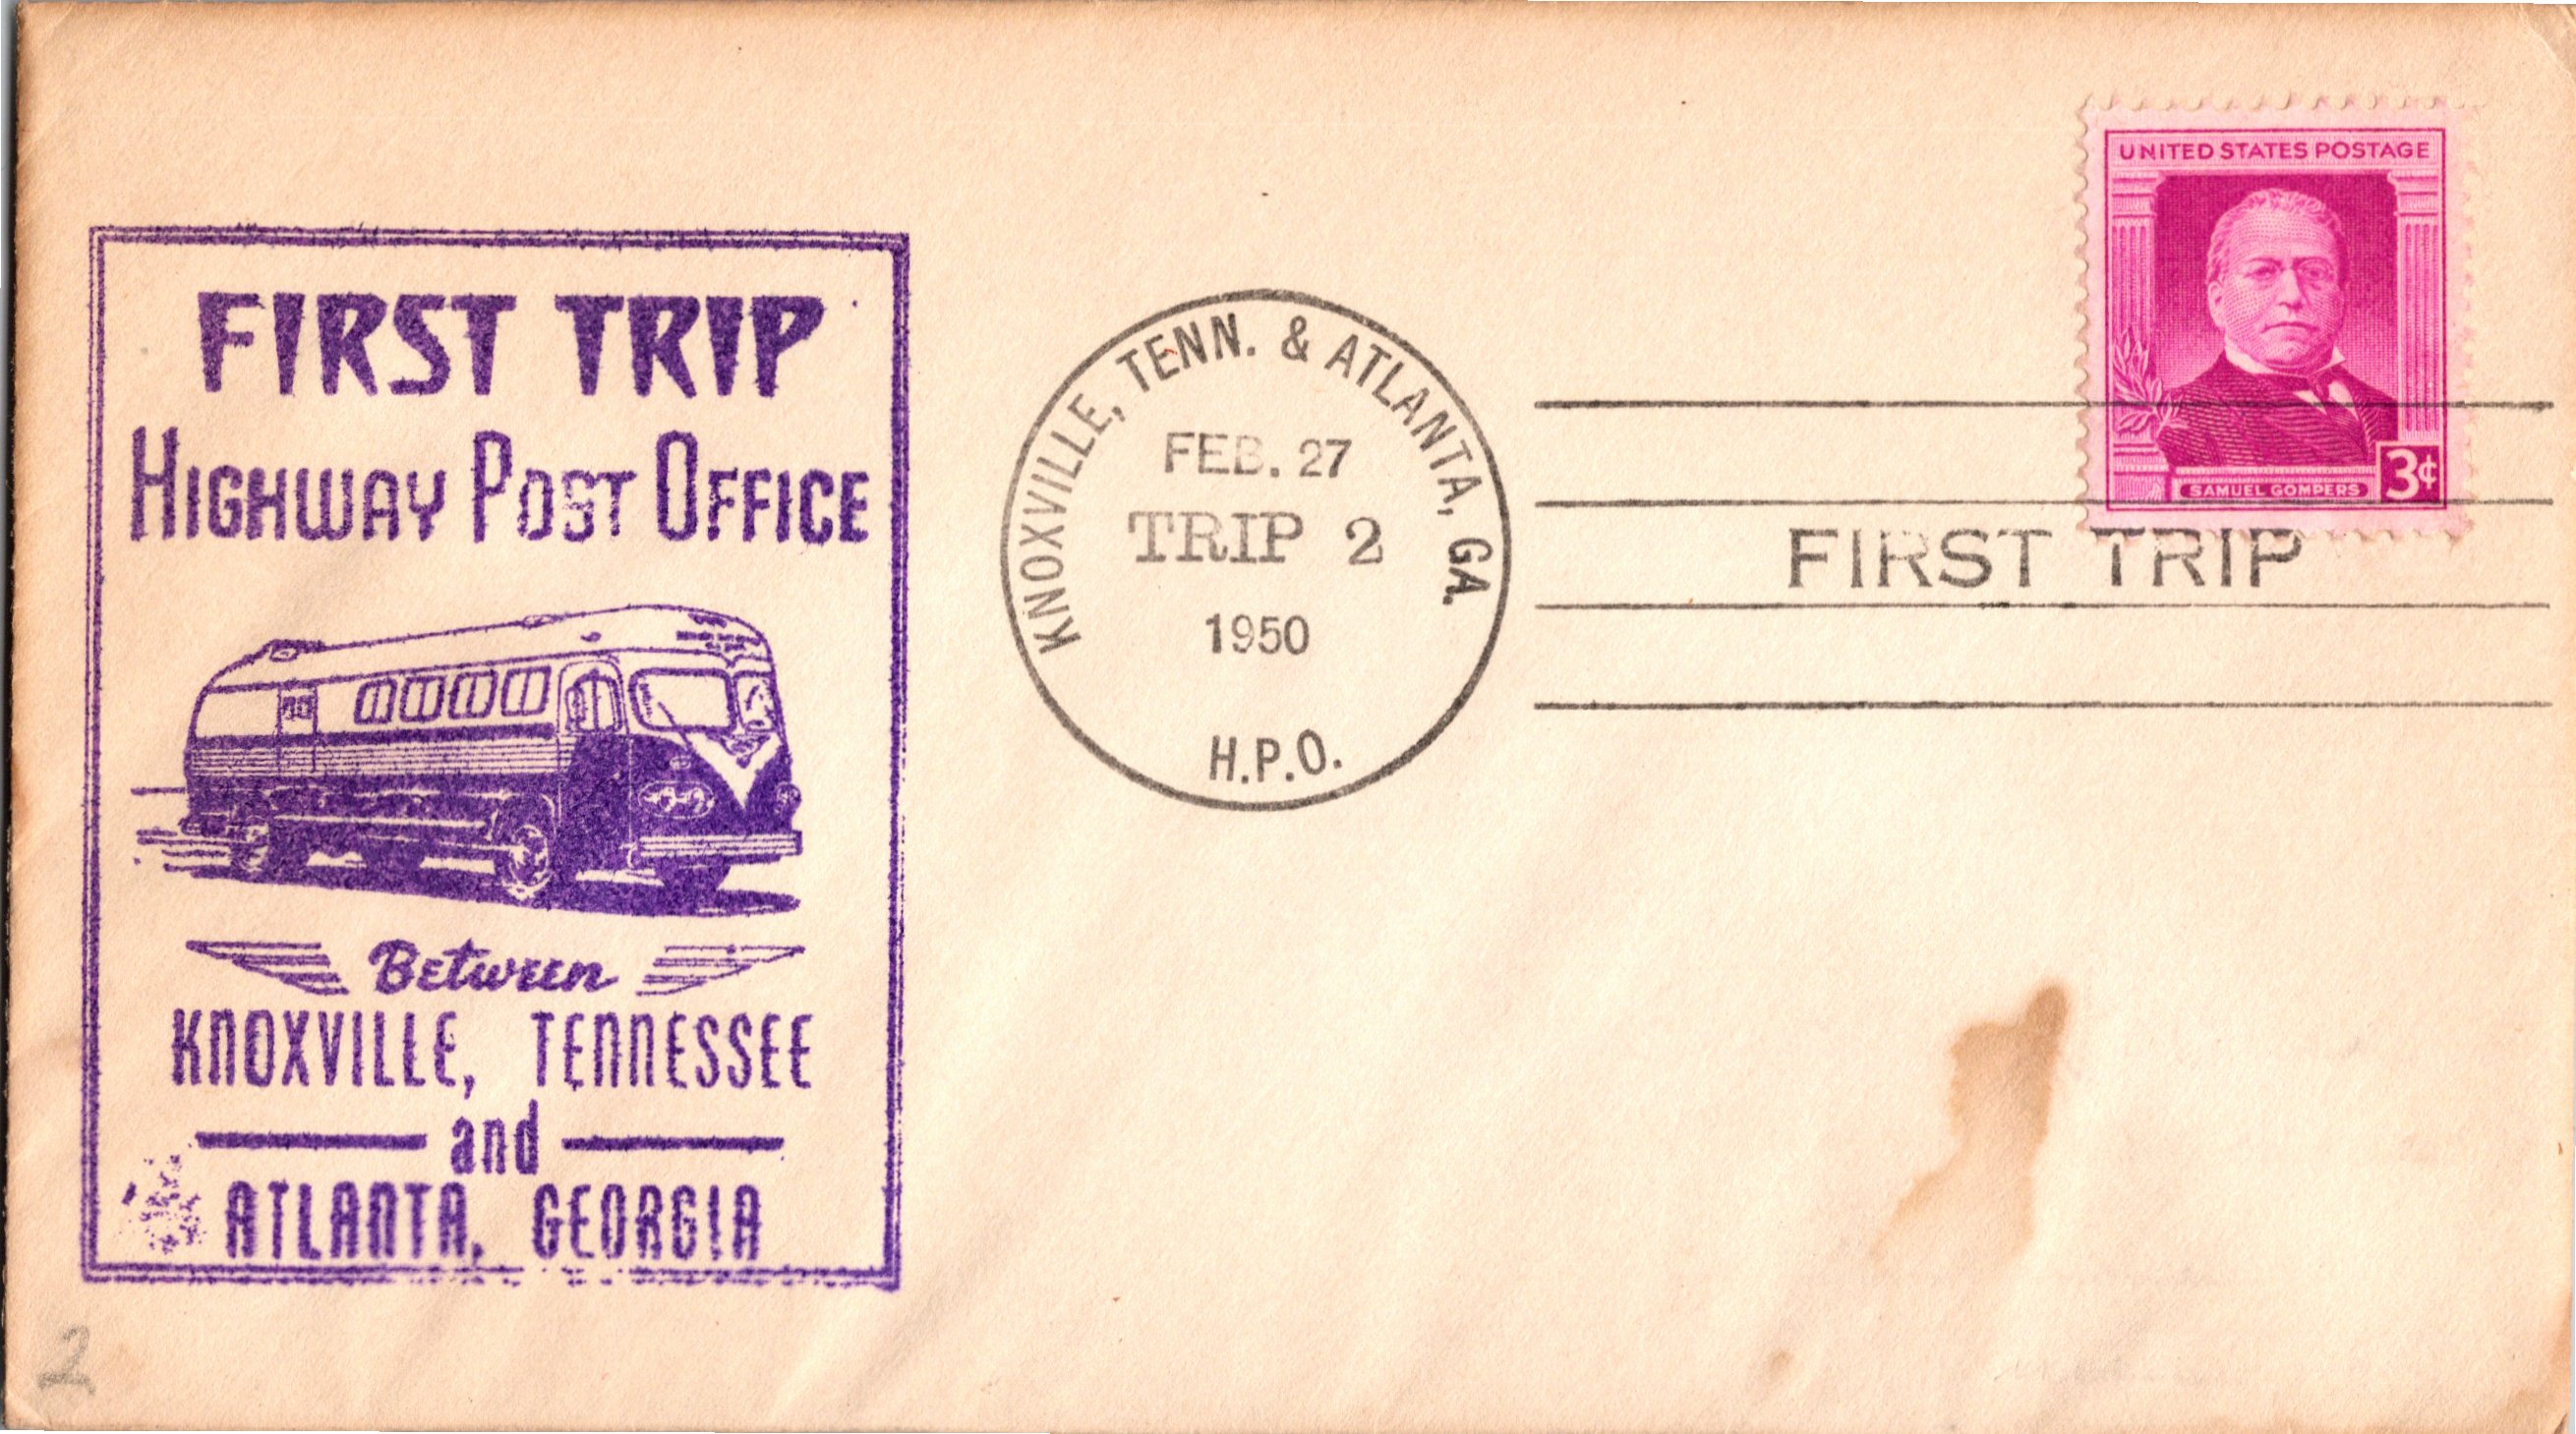 FIRST TRIP
HIGHWAY POST OFFICE
Between
KNOXVILLE, TENNESSEE
and
ATLANTA, GEORGIA
2
KNOXVILLE, TENN. & ATLANTA, GA.
FEB. 27
TRIP 2
1950
H.P.O.
FIRST TRIP
UNITED STATES POSTAGE
SAMUEL GOMPERS
3¢